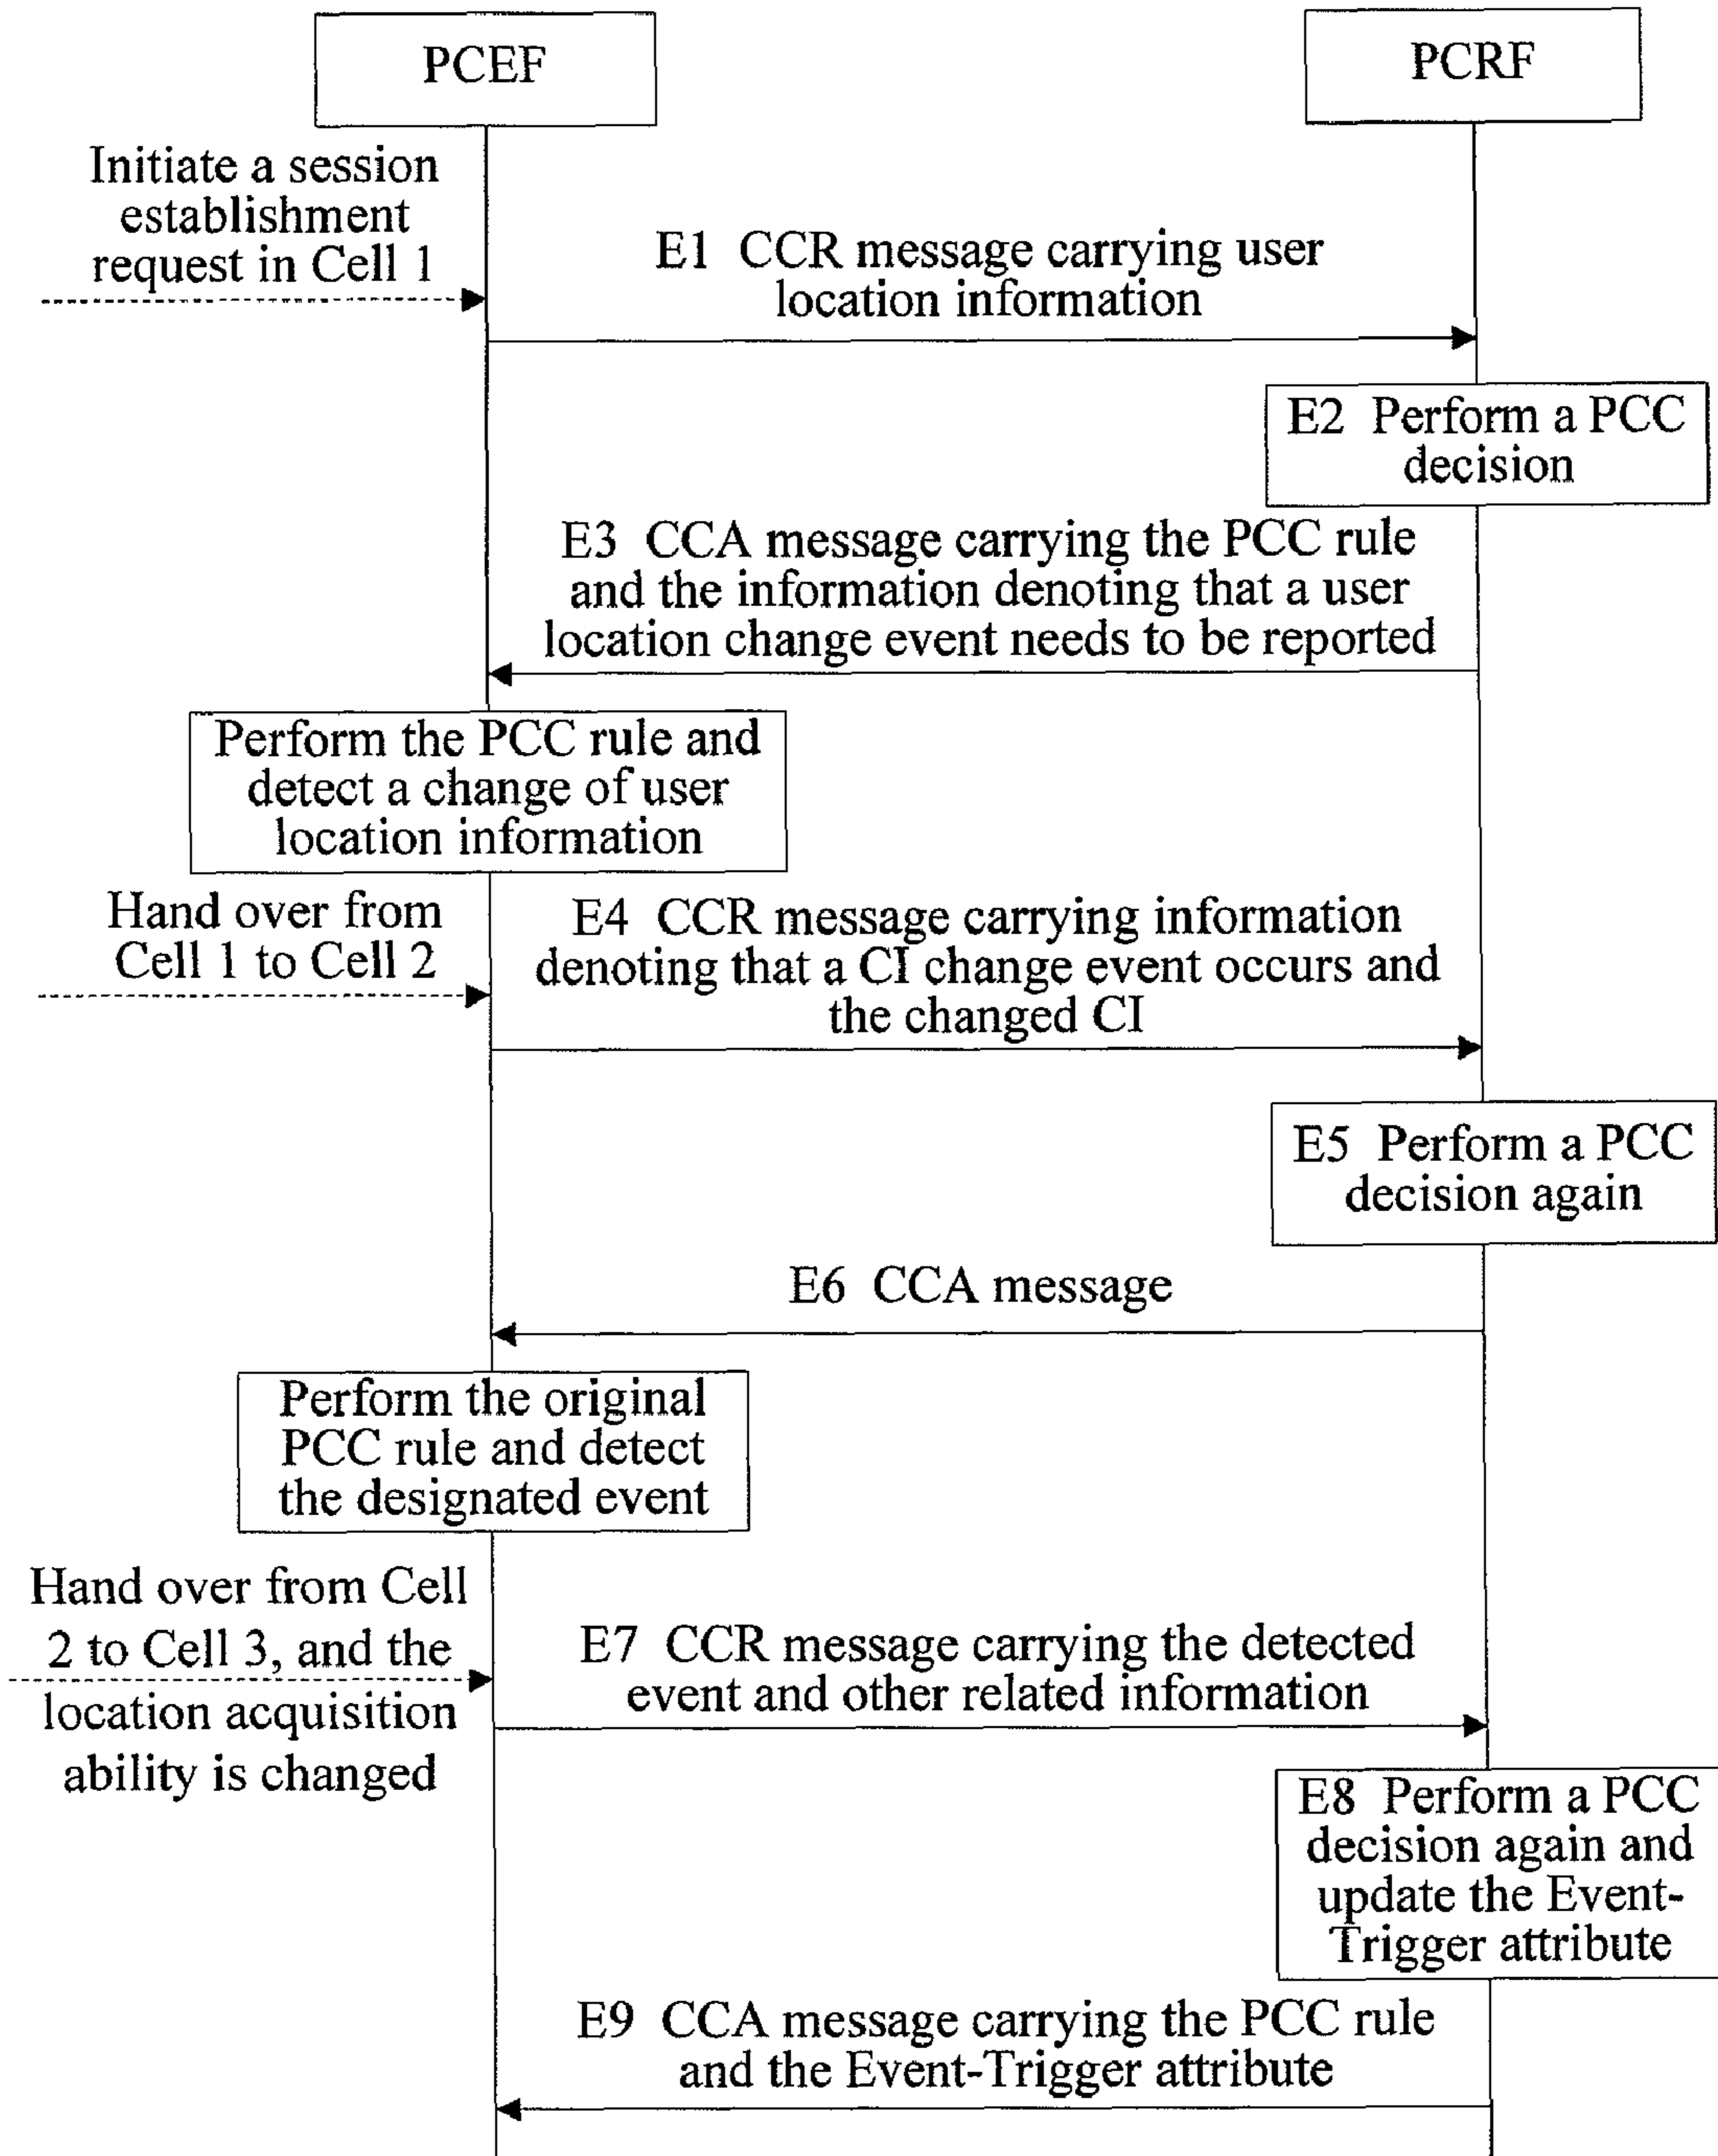 PCEF
PCRF
Initiate a session
establishment
request in Cell 1
E1 CCR message carrying user
location information
E2 Perform a PCC
decision
E3 CCA message carrying the PCC rule
and the information denoting that a user
location change event needs to be reported
Perform the PCC rule and
detect a change of user
location information
Hand over from
Cell 1 to Cell 2
E4 CCR message carrying information
denoting that a CI change event occurs and
the changed CI
E5 Perform a PCC
decision again
E6 CCA message
Perform the original
PCC rule and detect
the designated event
Hand over from Cell
2 to Cell 3, and the
location acquisition
ability is changed
E7 CCR message carrying the detected
event and other related information
E8 Perform a PCC
decision again and
update the Event-
Trigger attribute
E9 CCA message carrying the PCC rule
and the Event-Trigger attribute